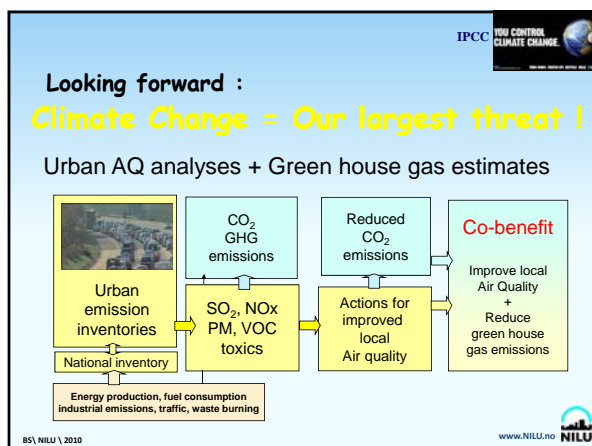 IPCC
YOU CONTROL
CLIMATE CHANGE.
Looking forward :
Climate Change = Our largest threat !
Urban AQ analyses + Green house gas estimates
Urban
emission
inventories
National inventory
Energy production, fuel consumption
industrial emissions, traffic, waste burning
CO₂
GHG
emissions
SO₂, NOx
PM, VOC
toxics
Reduced
CO₂
emissions
Actions for
improved
local
Air quality
Co-benefit
Improve local
Air Quality
+
Reduce
green house
gas emissions
BS\ NILU \ 2010
www.NILU.no
NILU